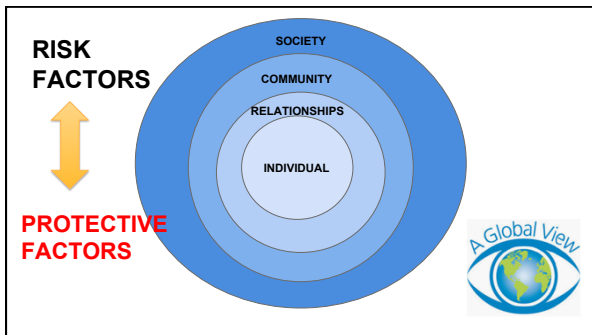 RISK
FACTORS
SOCIETY
COMMUNITY
RELATIONSHIPS
INDIVIDUAL
PROTECTIVE
FACTORS
A Global View